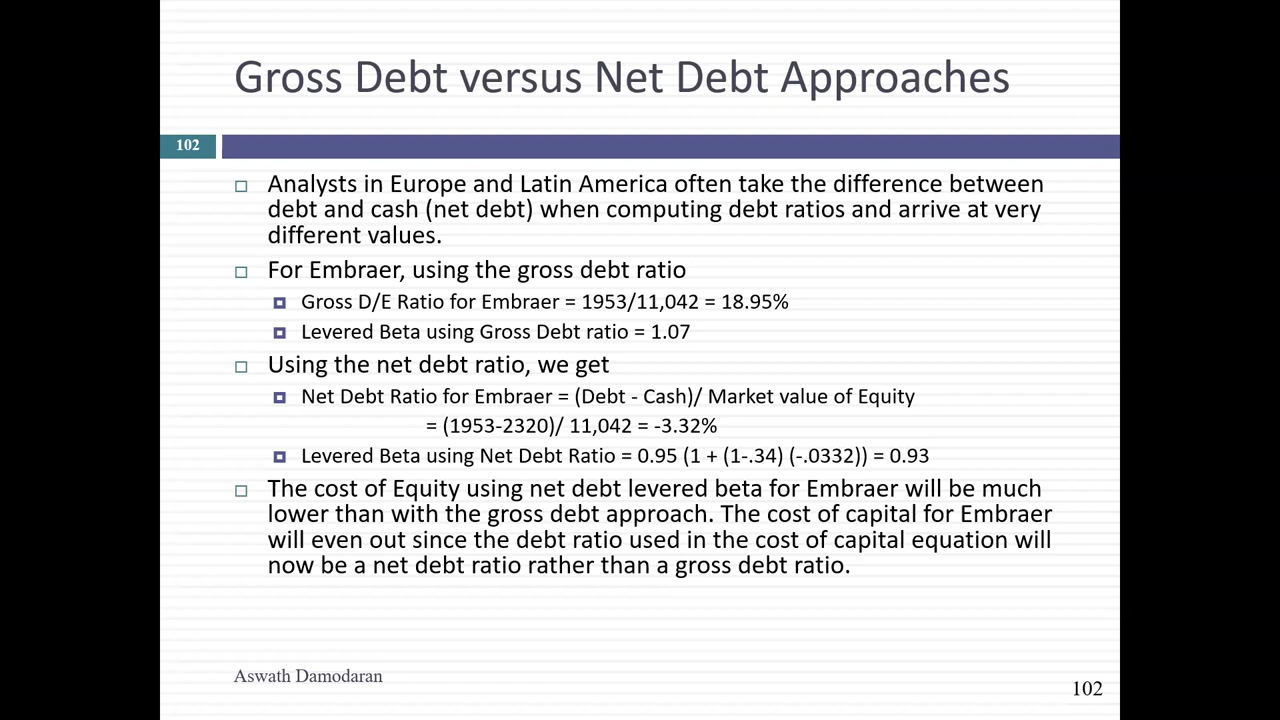 Gross Debt versus Net Debt Approaches
102
Analysts in Europe and Latin America often take the difference between
debt and cash (net debt) when computing debt ratios and arrive at very
different values.
For Embraer, using the gross debt ratio
Gross D/E Ratio for Embraer = 1953/11,042 = 18.95%
Levered Beta using Gross Debt ratio = 1.07
Using the net debt ratio, we get
Net Debt Ratio for Embraer = (Debt - Cash)/ Market value of Equity
= (1953-2320)/ 11,042 = -3.32%
Levered Beta using Net Debt Ratio = 0.95 (1 + (1-.34) (-.0332)) = 0.93
The cost of Equity using net debt levered beta for Embraer will be much
lower than with the gross debt approach. The cost of capital for Embraer
will even out since the debt ratio used in the cost of capital equation will
now be a net debt ratio rather than a gross debt ratio.
Aswath Damodaran
102